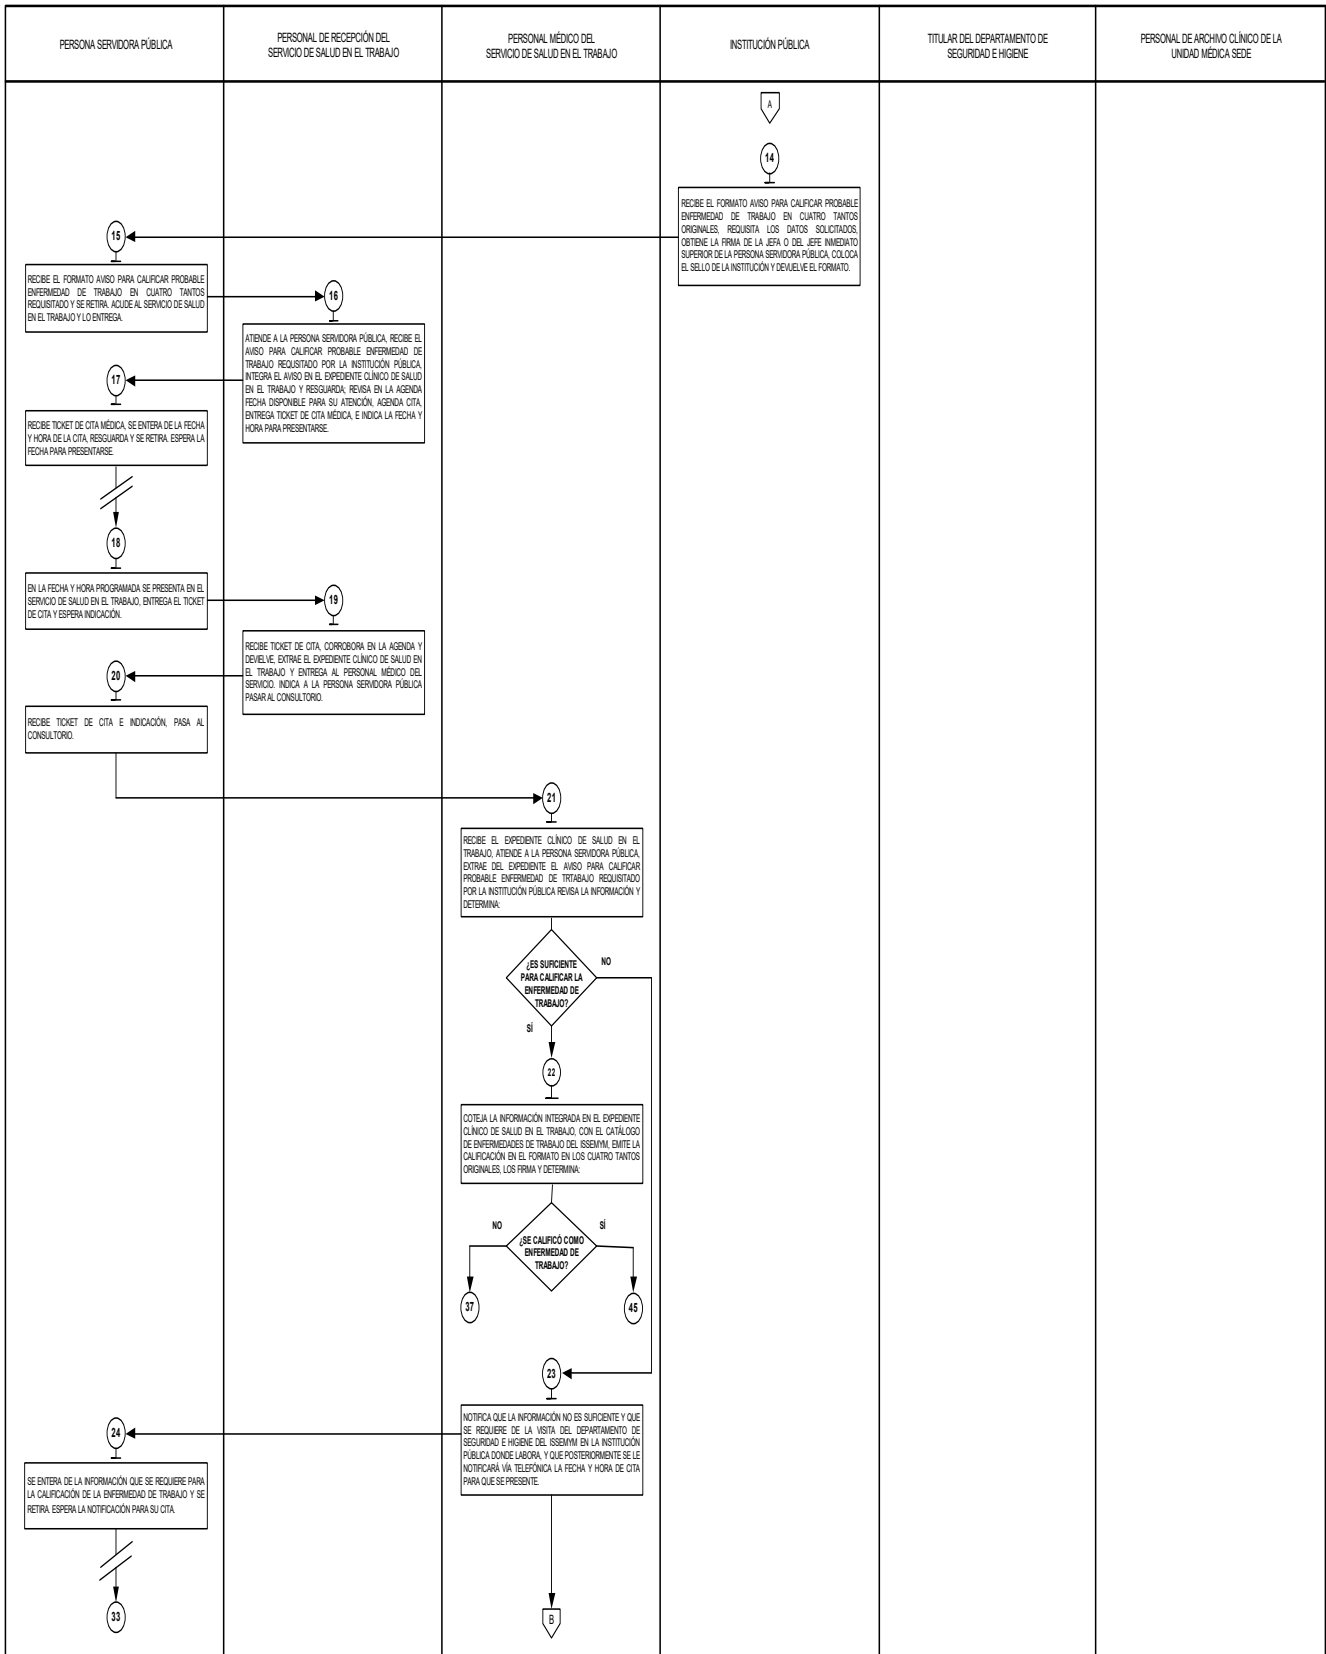 PERSONA SERVIDORA PÚBLICA
PERSONAL DE RECEPCIÓN DEL
SERVICIO DE SALUD EN EL TRABAJO
PERSONAL MÉDICO DEL
SERVICIO DE SALUD EN EL TRABAJO
INSTITUCIÓN PÚBLICA
TITULAR DEL DEPARTAMENTO DE
SEGURIDAD E HIGIENE
PERSONAL DE ARCHIVO CLÍNICO DE LA
UNIDAD MÉDICA SEDE
A
14
RECIBE EL FORMATO AVISO PARA CALIFICAR PROBABLE
ENFERMEDAD DE TRABAJO EN CUATRO TANTOS
ORIGINALES, REQUISITA LOS DATOS SOLICITADOS,
OBTIENE LA FIRMA DE LA JEFA O DEL JEFE INMEDIATO
SUPERIOR DE LA PERSONA SERVIDORA PÚBLICA, COLOCA
EL SELLO DE LA INSTITUCIÓN Y DEVUELVE EL FORMATO.
15
RECIBE EL FORMATO AVISO PARA CALIFICAR PROBABLE
ENFERMEDAD DE TRABAJO EN CUATRO TANTOS
REQUISITADO Y SE RETIRA. ACUDE AL SERVICIO DE SALUD
EN EL TRABAJO Y LO ENTREGA.
16
ATIENDE A LA PERSONA SERVIDORA PÚBLICA, RECIBE EL
AVISO PARA CALIFICAR PROBABLE ENFERMEDAD DE
TRABAJO REQUSITADO POR LA INSTITUCIÓN PÚBLICA,
INTEGRA EL AVISO EN EL EXPEDIENTE CLÍNICO DE SALUD
EN EL TRABAJO Y RESGUARDA; REVISA EN LA AGENDA
FECHA DISPONIBLE PARA SU ATENCIÓN, AGENDA CITA,
ENTREGA TICKET DE CITA MÉDICA, E INDICA LA FECHA Y
HORA PARA PRESENTARSE.
17
RECIBE TICKET DE CITA MÉDICA, SE ENTERA DE LA FECHA
Y HORA DE LA CITA, RESGUARDA Y SE RETIRA. ESPERA LA
FECHA PARA PRESENTARSE.
18
EN LA FECHA Y HORA PROGRAMADA SE PRESENTA EN EL
SERVICIO DE SALUD EN EL TRABAJO, ENTREGA EL TICKET
DE CITA Y ESPERA INDICACIÓN.
19
RECIBE TICKET DE CITA, CORROBORA EN LA AGENDA Y
DEVIELVE, EXTRAE EL EXPEDIENTE CLÍNICO DE SALUD EN
EL TRABAJO Y ENTREGA AL PERSONAL MÉDICO DEL
SERVICIO. INDICA A LA PERSONA SERVIDORA PÚBLICA
PASAR AL CONSULTORIO.
20
RECIBE TICKET DE CITA E INDICACIÓN, PASA AL
CONSULTORIO.
21
RECIBE EL EXPEDIENTE CLÍNICO DE SALUD EN EL
TRABAJO, ATIENDE A LA PERSONA SERVIDORA PÚBLICA,
EXTRAE DEL EXPEDIENTE EL AVISO PARA CALIFICAR
PROBABLE ENFERMEDAD DE TRTABAJO REQUISITADO
POR LA INSTITUCIÓN PÚBLICA REVISA LA INFORMACIÓN Y
DETERMINA:
¿ES SUFICIENTE
PARA CALIFICAR LA
ENFERMEDAD DE
TRABAJO?
NO
SÍ
22
COTEJA LA INFORMACIÓN INTEGRADA EN EL EXPEDIENTE
CLÍNICO DE SALUD EN EL TRABAJO, CON EL CATÁLOGO
DE ENFERMEDADES DE TRABAJO DEL ISSEMYM, EMITE LA
CALIFICACIÓN EN EL FORMATO EN LOS CUATRO TANTOS
ORIGINALES, LOS FIRMA Y DETERMINA:
NO
SÍ
¿SE CALIFICÓ COMO
ENFERMEDAD DE
TRABAJO?
37
45
23
NOTIFICA QUE LA INFORMACIÓN NO ES SUFICIENTE Y QUE
SE REQUIERE DE LA VISITA DEL DEPARTAMENTO DE
SEGURIDAD E HIGIENE DEL ISSEMYM EN LA INSTITUCIÓN
PÚBLICA DONDE LABORA, Y QUE POSTERIORMENTE SE LE
NOTIFICARÁ VÍA TELEFÓNICA LA FECHA Y HORA DE CITA
PARA QUE SE PRESENTE.
24
SE ENTERA DE LA INFORMACIÓN QUE SE REQUIERE PARA
LA CALIFICACIÓN DE LA ENFERMEDAD DE TRABAJO Y SE
RETIRA. ESPERA LA NOTIFICACIÓN PARA SU CITA.
33
B